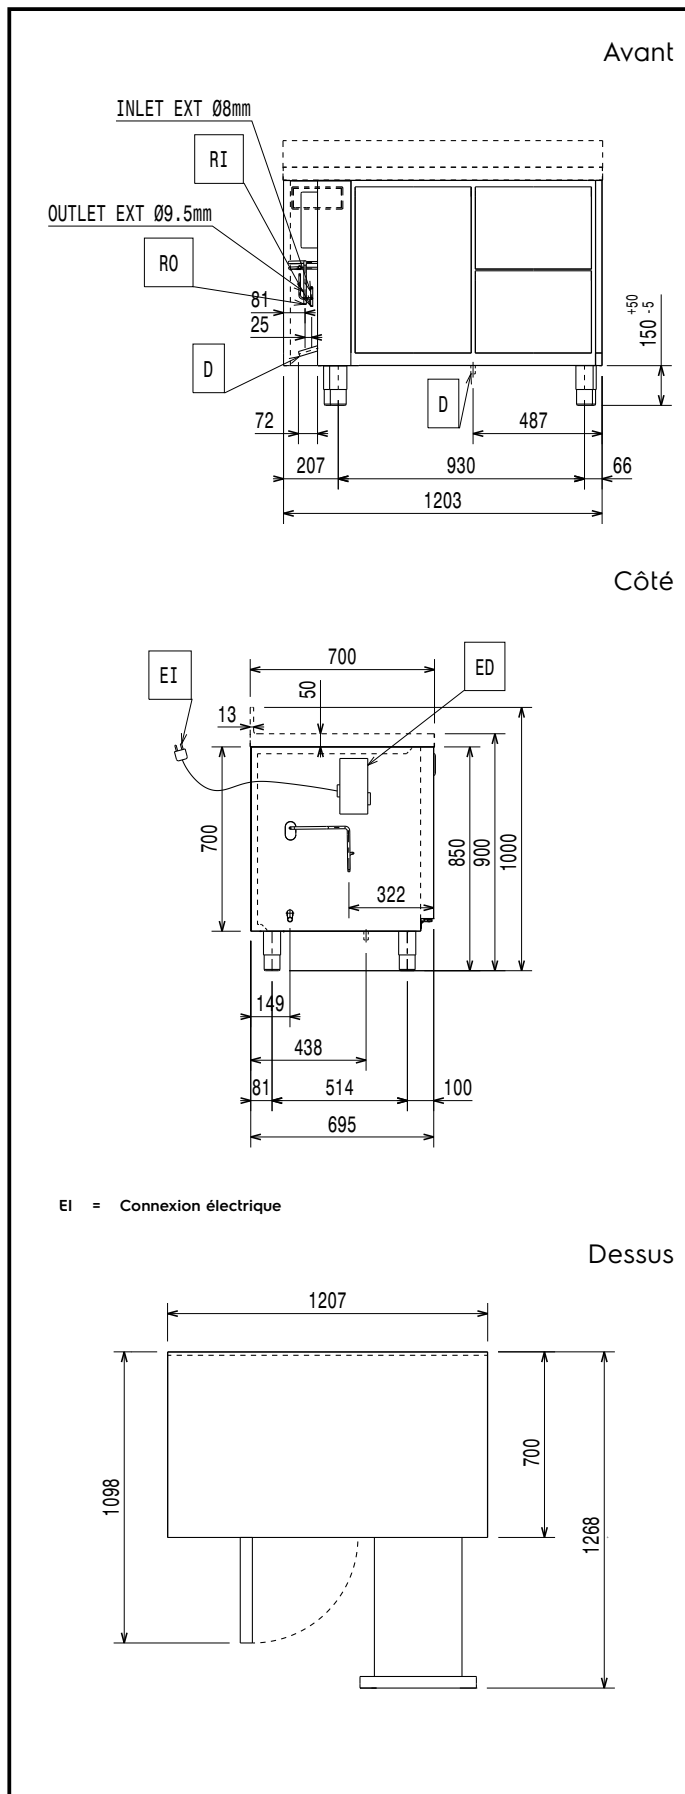 Avant
INLET EXT Ø8mm
RI
OUTLET EXT Ø9.5mm
RO
81
25
D
D
150 +50 -5
72
487
207
930
66
1203
Côté
EI
700
ED
50
13
700
850
900
1000
322
149
438
81
514
100
695
EI = Connexion électrique
Dessus
1207
1098
700
1268